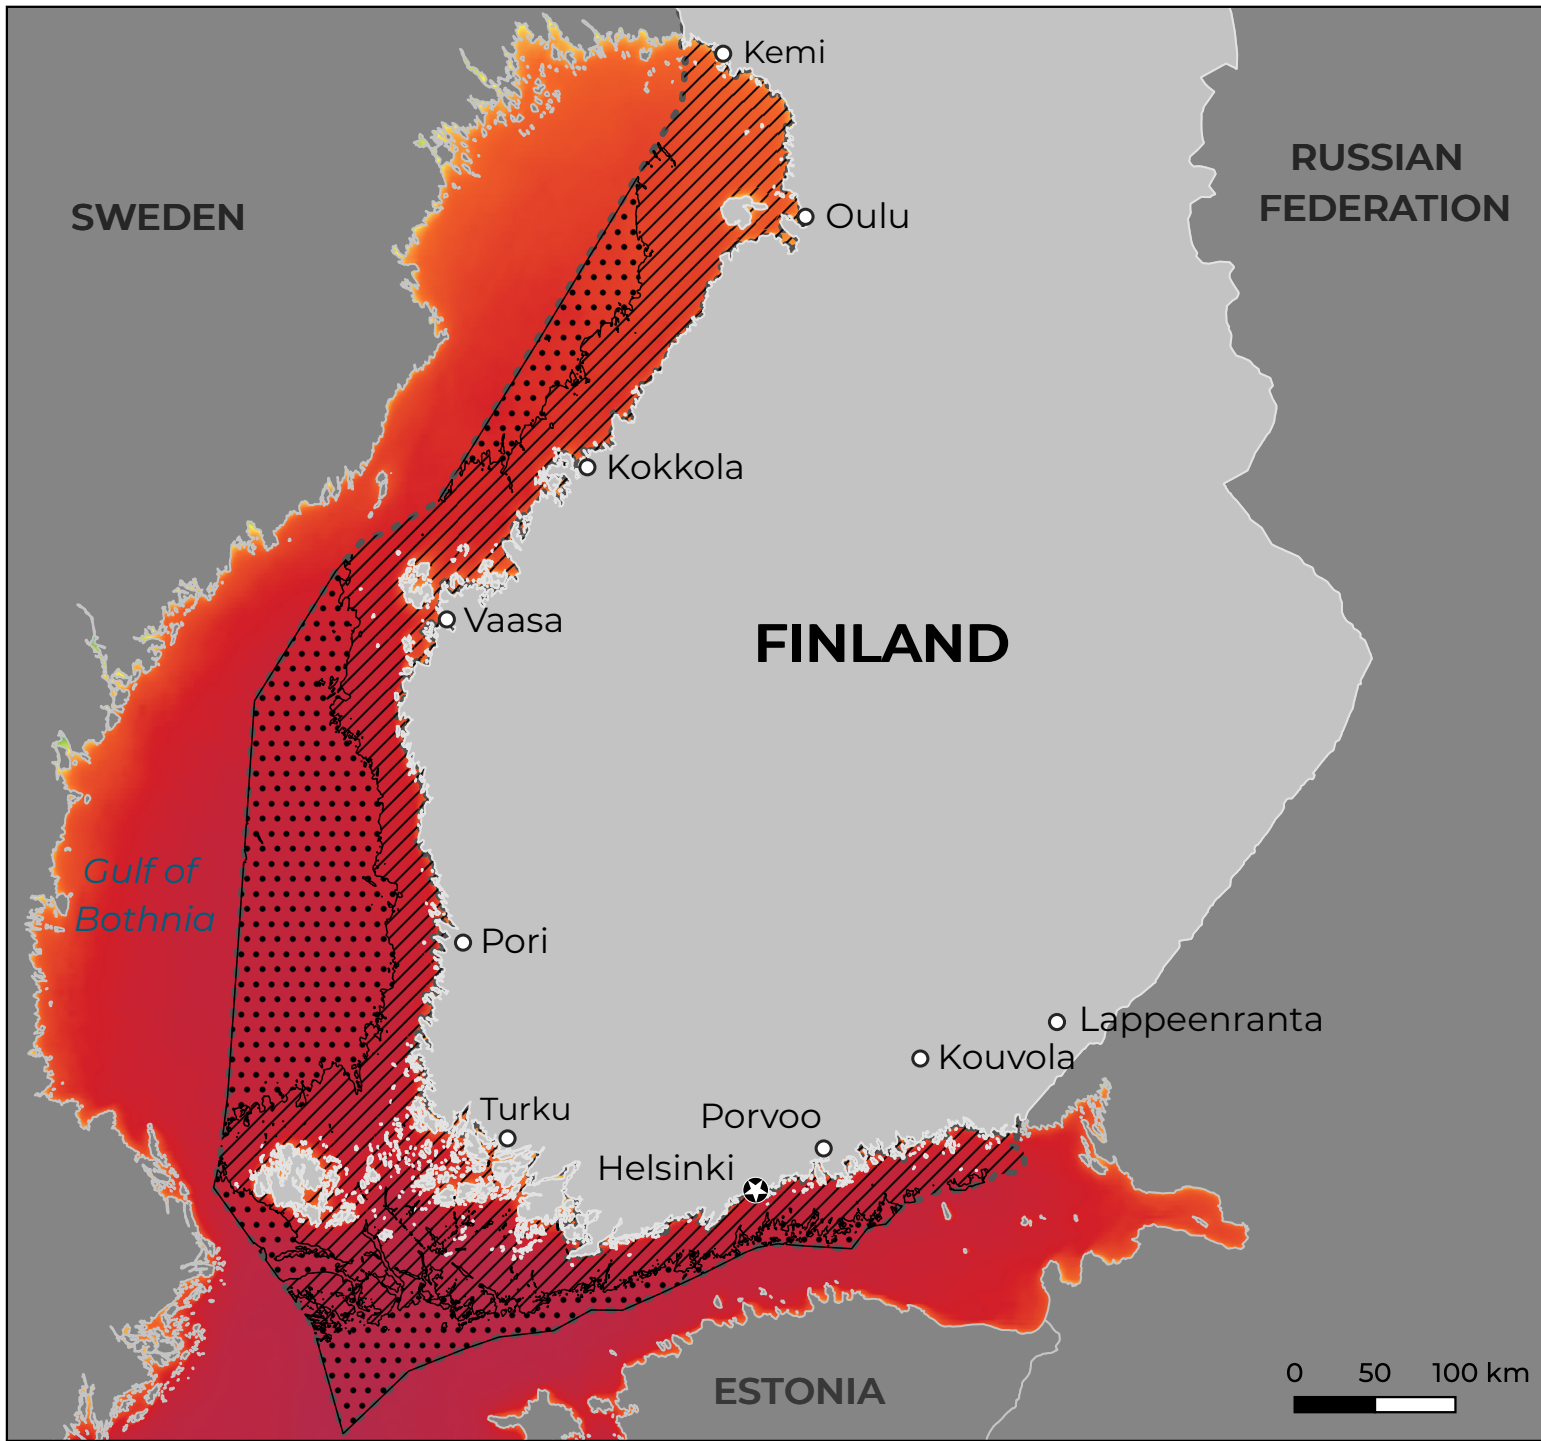 Kemi
RUSSIAN
FEDERATION
SWEDEN
Oulu
Kokkola
Vaasa
FINLAND
Gulf of
Bothnia
Pori
Lappeenranta
Kouvola
Turku
Porvoo
Helsinki
ESTONIA
0 50 100 km